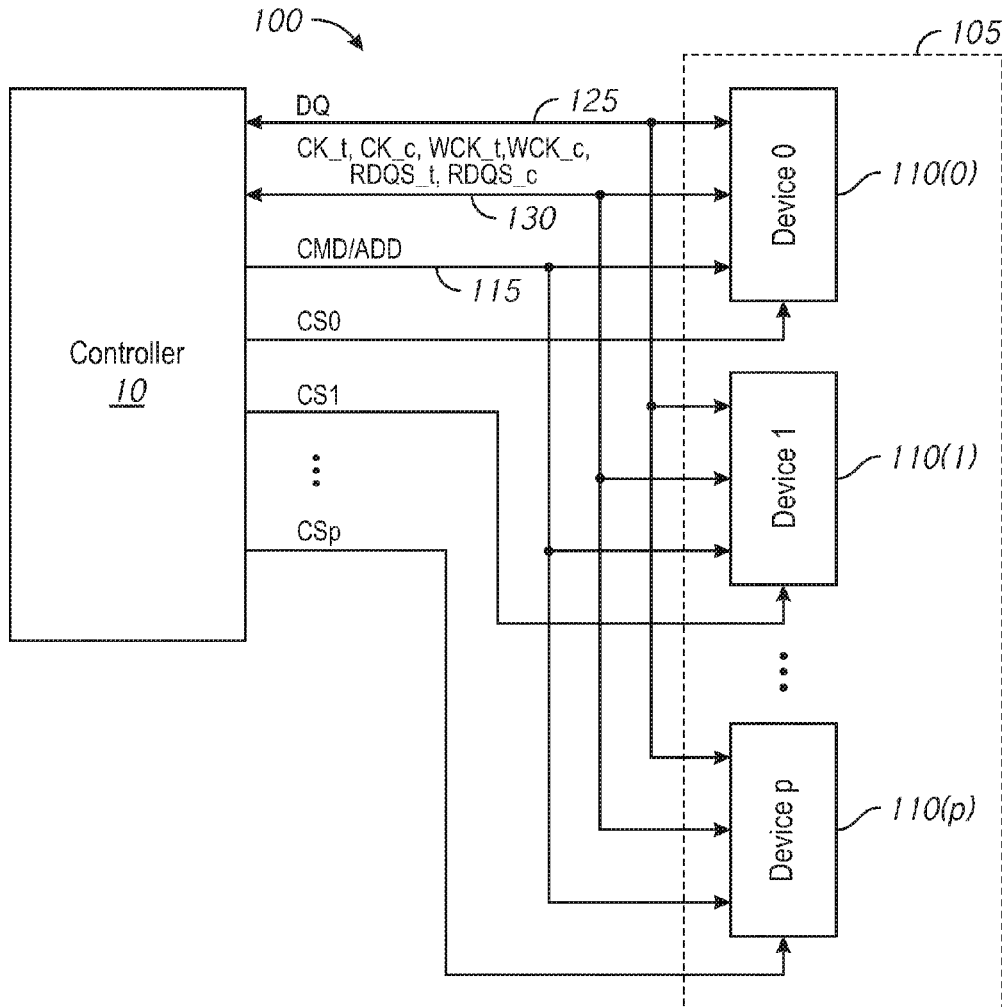 100
105
DQ
125
CK_t, CK_c, WCK_t,WCK_c,
RDQS_t, RDQS_c
130
CMD/ADD
115
CS0
Controller
10
CS1
CSp
Device 0
110(0)
Device 1
110(1)
Device p
110(p)